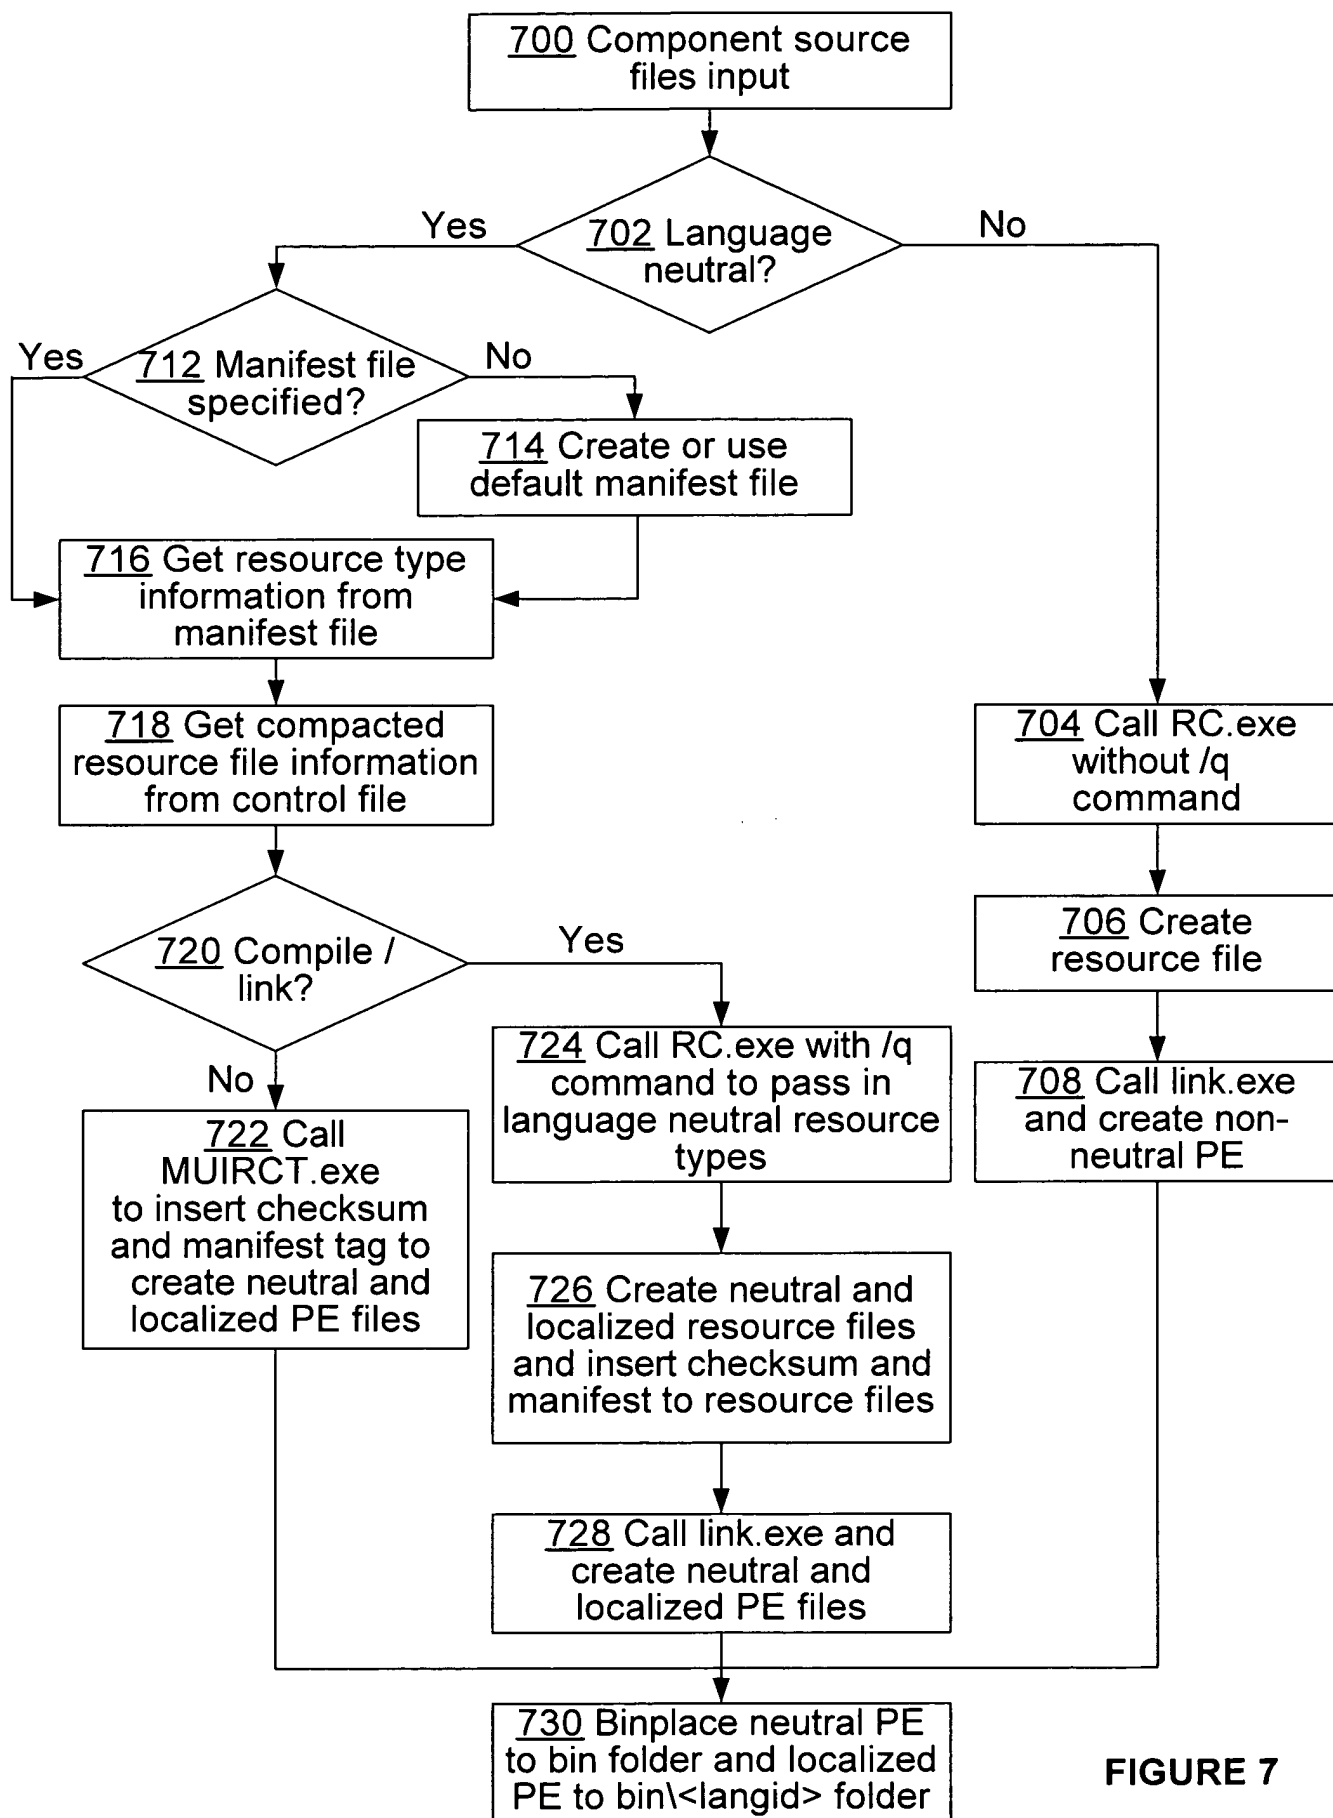 700 Component source
files input
702 Language
neutral?
Yes
No
712 Manifest file
specified?
Yes
No
714 Create or use
default manifest file
716 Get resource type
information from
manifest file
718 Get compacted
resource file information
from control file
704 Call RC.exe
without /q
command
706 Create
resource file
708 Call link.exe
and create non-
neutral PE
720 Compile /
link?
Yes
No
724 Call RC.exe with /q
command to pass in
language neutral resource
types
722 Call
MUIRCT.exe
to insert checksum
and manifest tag to
create neutral and
localized PE files
726 Create neutral and
localized resource files
and insert checksum and
manifest to resource files
728 Call link.exe and
create neutral and
localized PE files
730 Binplace neutral PE
to bin folder and localized
PE to bin\<langid> folder
FIGURE 7